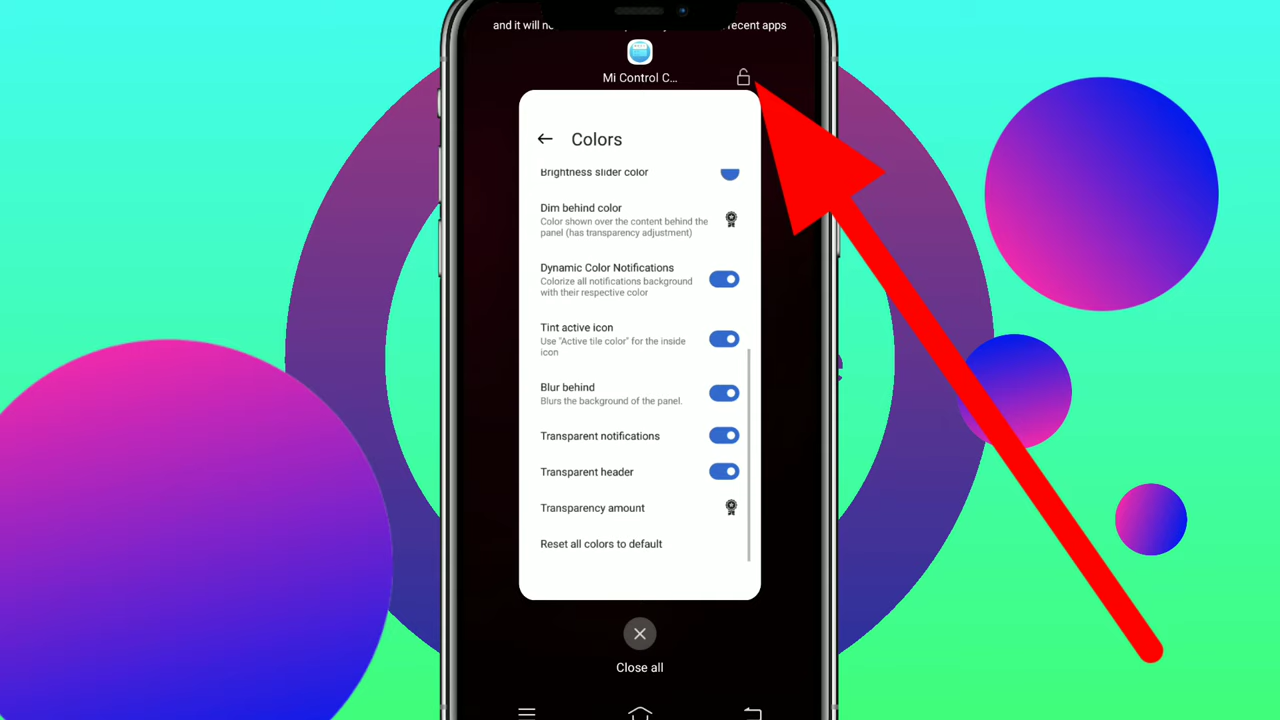 and it will no
recent apps
Mi Control C...
Colors
Brightness slider color
Dim behind color
Color shown over the content behind the
panel (has transparency adjustment)
Dynamic Color Notifications
Colorize all notifications background
with their respective color
Tint active icon
Use "Active tile color" for the inside
icon
Blur behind
Blurs the background of the panel.
Transparent notifications
Transparent header
Transparency amount
Reset all colors to default
Close all